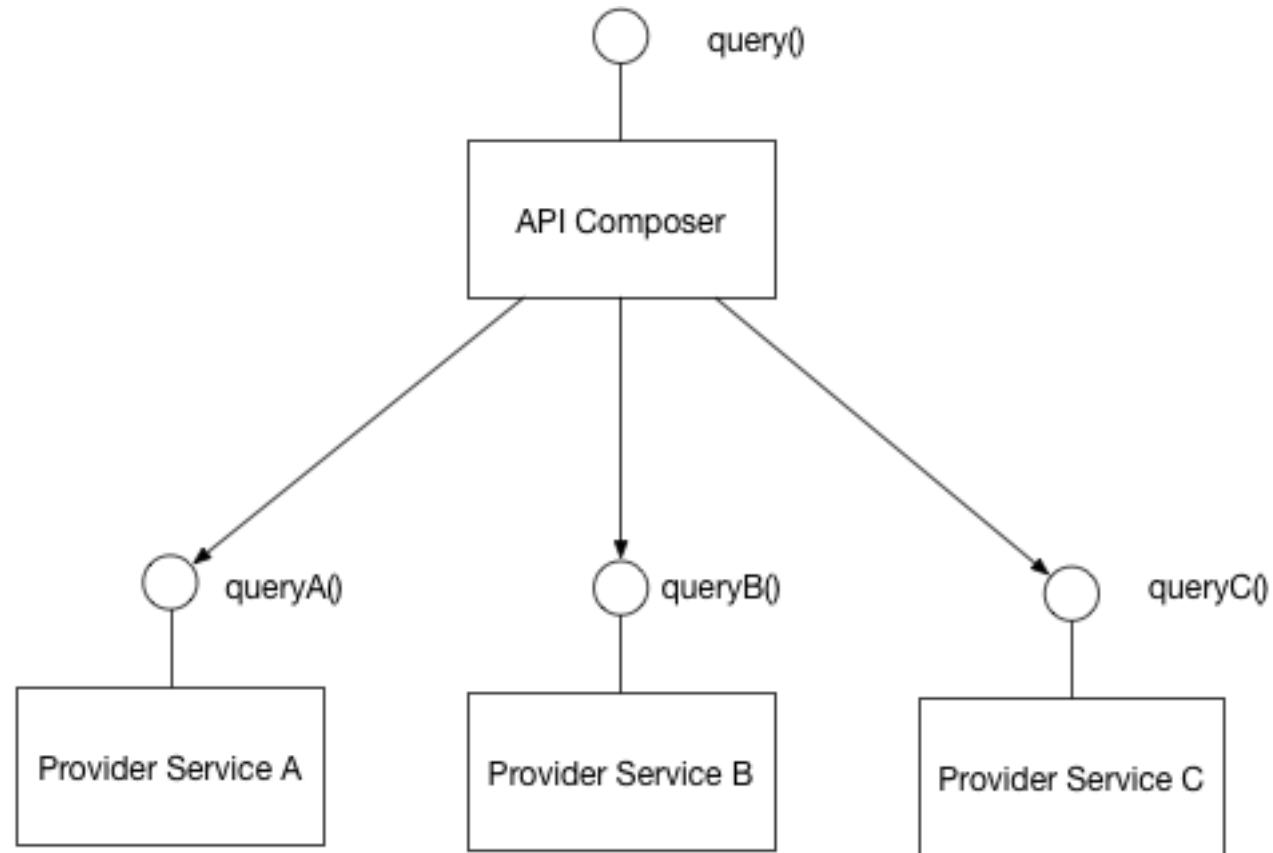 query()
API Composer
queryA()
queryB()
queryC()
Provider Service A
Provider Service B
Provider Service C